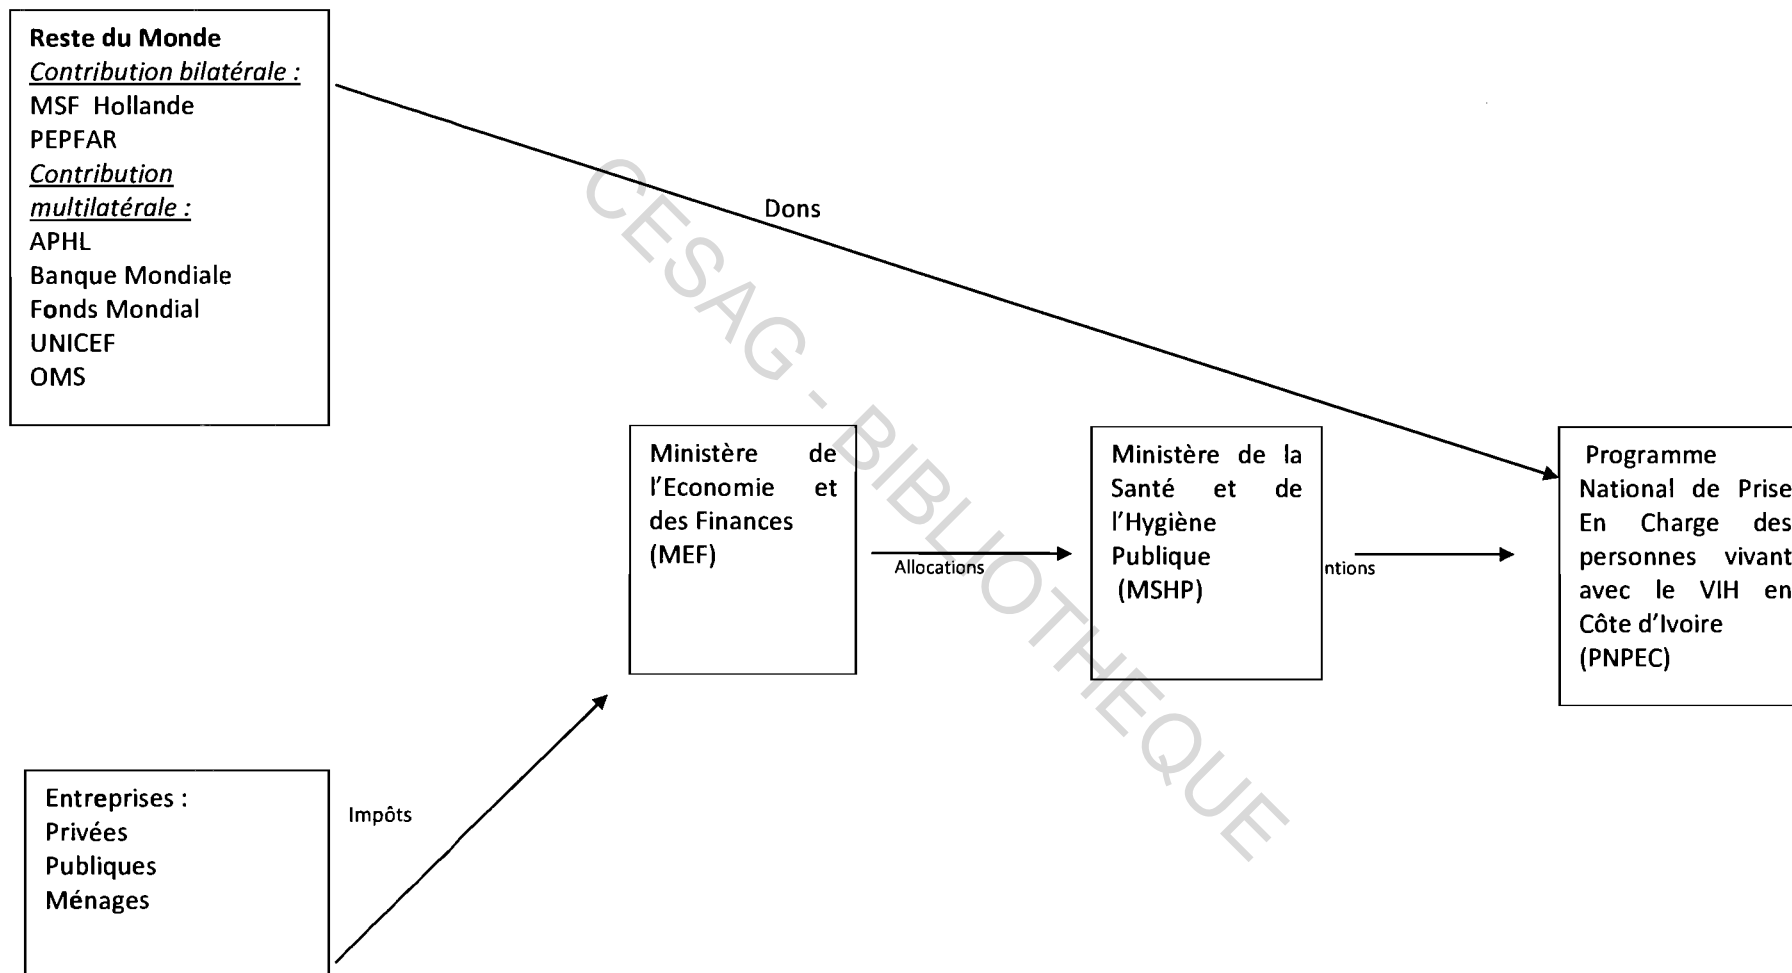 Reste du Monde
Contribution bilatérale :
MSF Hollande
PEPFAR
Contribution
multilatérale :
APHL
Banque Mondiale
Fonds Mondial
UNICEF
OMS
Dons
Ministère de
l'Economie et
des Finances
(MEF)
Allocations
Ministère de la
Santé et de
l'Hygiène
Publique
(MSHP)
ntions
Programme
National de Prise
En Charge des
personnes vivant
avec le VIH en
Côte d'Ivoire
(PNPEC)
Entreprises :
Privées
Publiques
Ménages
Impôts
CESAG - BIBLIOTHEQUE